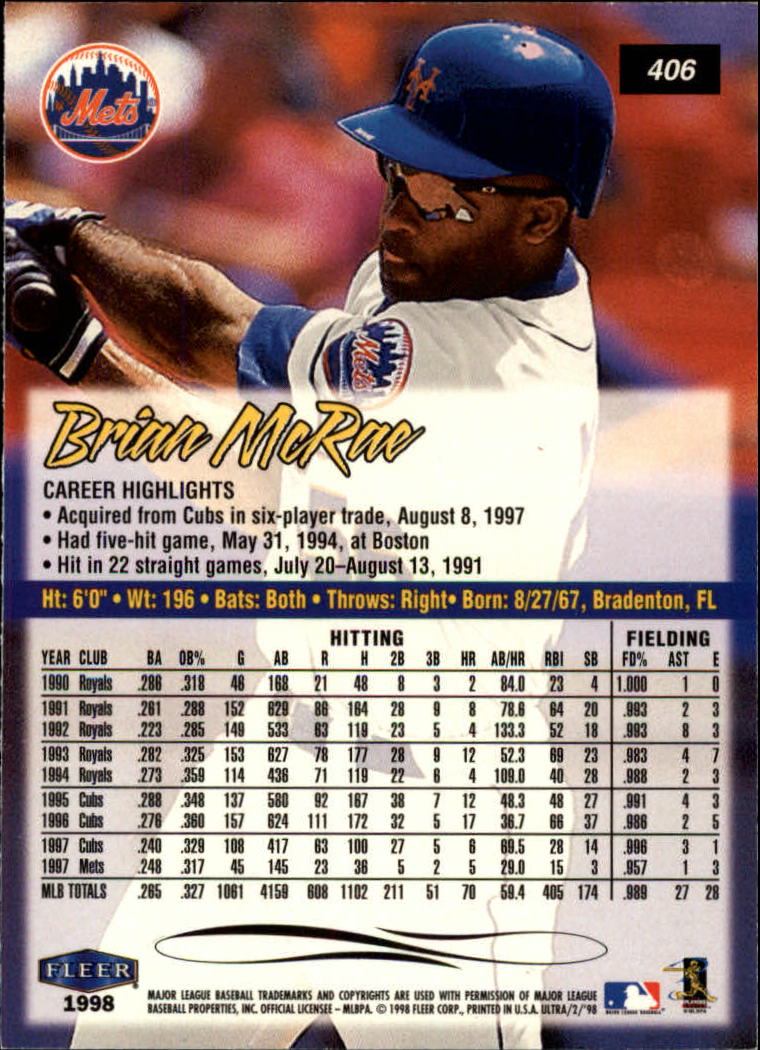 Mets
406
Mets
Brian McRae
CAREER HIGHLIGHTS
• Acquired from Cubs in six-player trade, August 8, 1997
• Had five-hit game, May 31, 1994, at Boston
• Hit in 22 straight games, July 20–August 13, 1991
Ht: 6'0" • Wt: 196 • Bats: Both • Throws: Right• Born: 8/27/67, Bradenton, FL
HITTING FIELDING
YEAR CLUB BA OB% G AB R H 2B 3B HR AB/HR RBI SB FD% AST E
1990 Royals .286 .318 46 168 21 48 8 3 2 84.0 23 4 1.000 1 0
1991 Royals .261 .288 152 629 86 164 28 9 8 78.6 64 20 .993 2 3
1992 Royals .223 .285 149 533 63 119 23 5 4 133.3 52 18 .993 8 3
1993 Royals .282 .325 153 627 78 177 28 9 12 52.3 69 23 .983 4 7
1994 Royals .273 .359 114 436 71 119 22 6 4 109.0 40 28 .988 2 3
1995 Cubs .288 .348 137 580 92 167 38 7 12 48.3 48 27 .991 4 3
1996 Cubs .276 .360 157 624 111 172 32 5 17 36.7 66 37 .986 2 5
1997 Cubs .240 .329 108 417 63 100 27 5 6 69.5 28 14 .996 3 1
1997 Mets .248 .317 45 145 23 36 5 2 5 29.0 15 3 .957 1 3
MLB TOTALS .265 .327 1061 4159 608 1102 211 51 70 59.4 405 174 .989 27 28
FLEER
1998
MAJOR LEAGUE BASEBALL TRADEMARKS AND COPYRIGHTS ARE USED WITH PERMISSION OF MAJOR LEAGUE
BASEBALL PROPERTIES, INC. OFFICIAL LICENSEE – MLBPA. © 1998 FLEER CORP., PRINTED IN U.S.A. ULTRA/2/'98